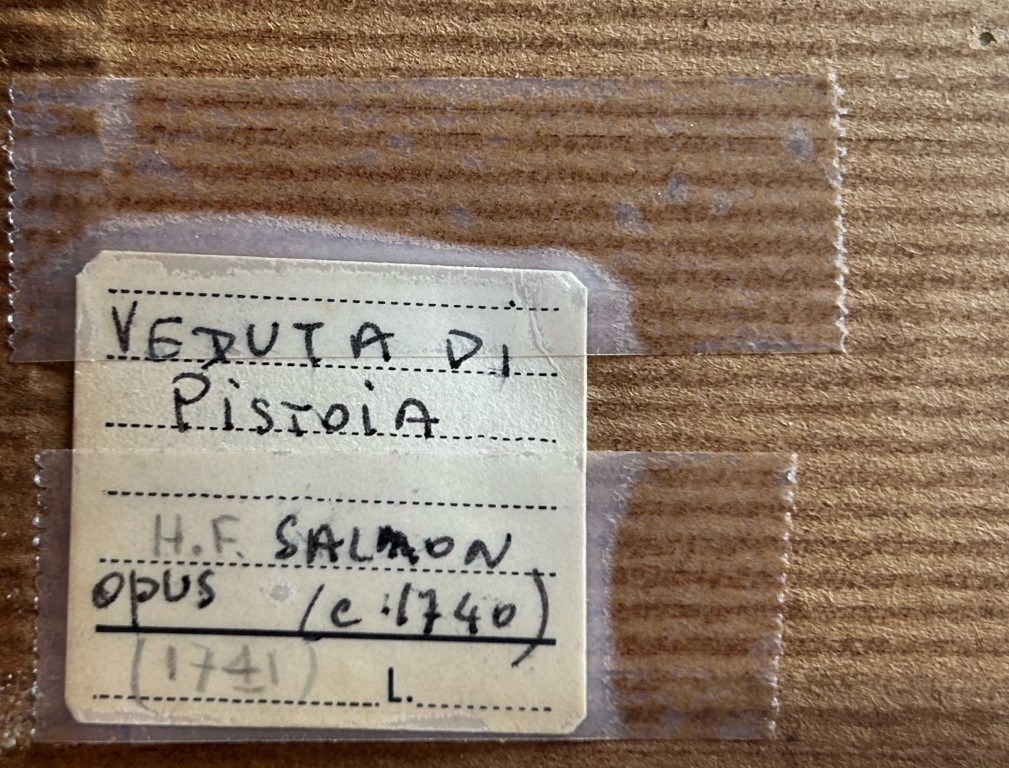 VEDUTA DI
PISTOIA
H.F. SALMON
opus (c.1740)
(1741) L.